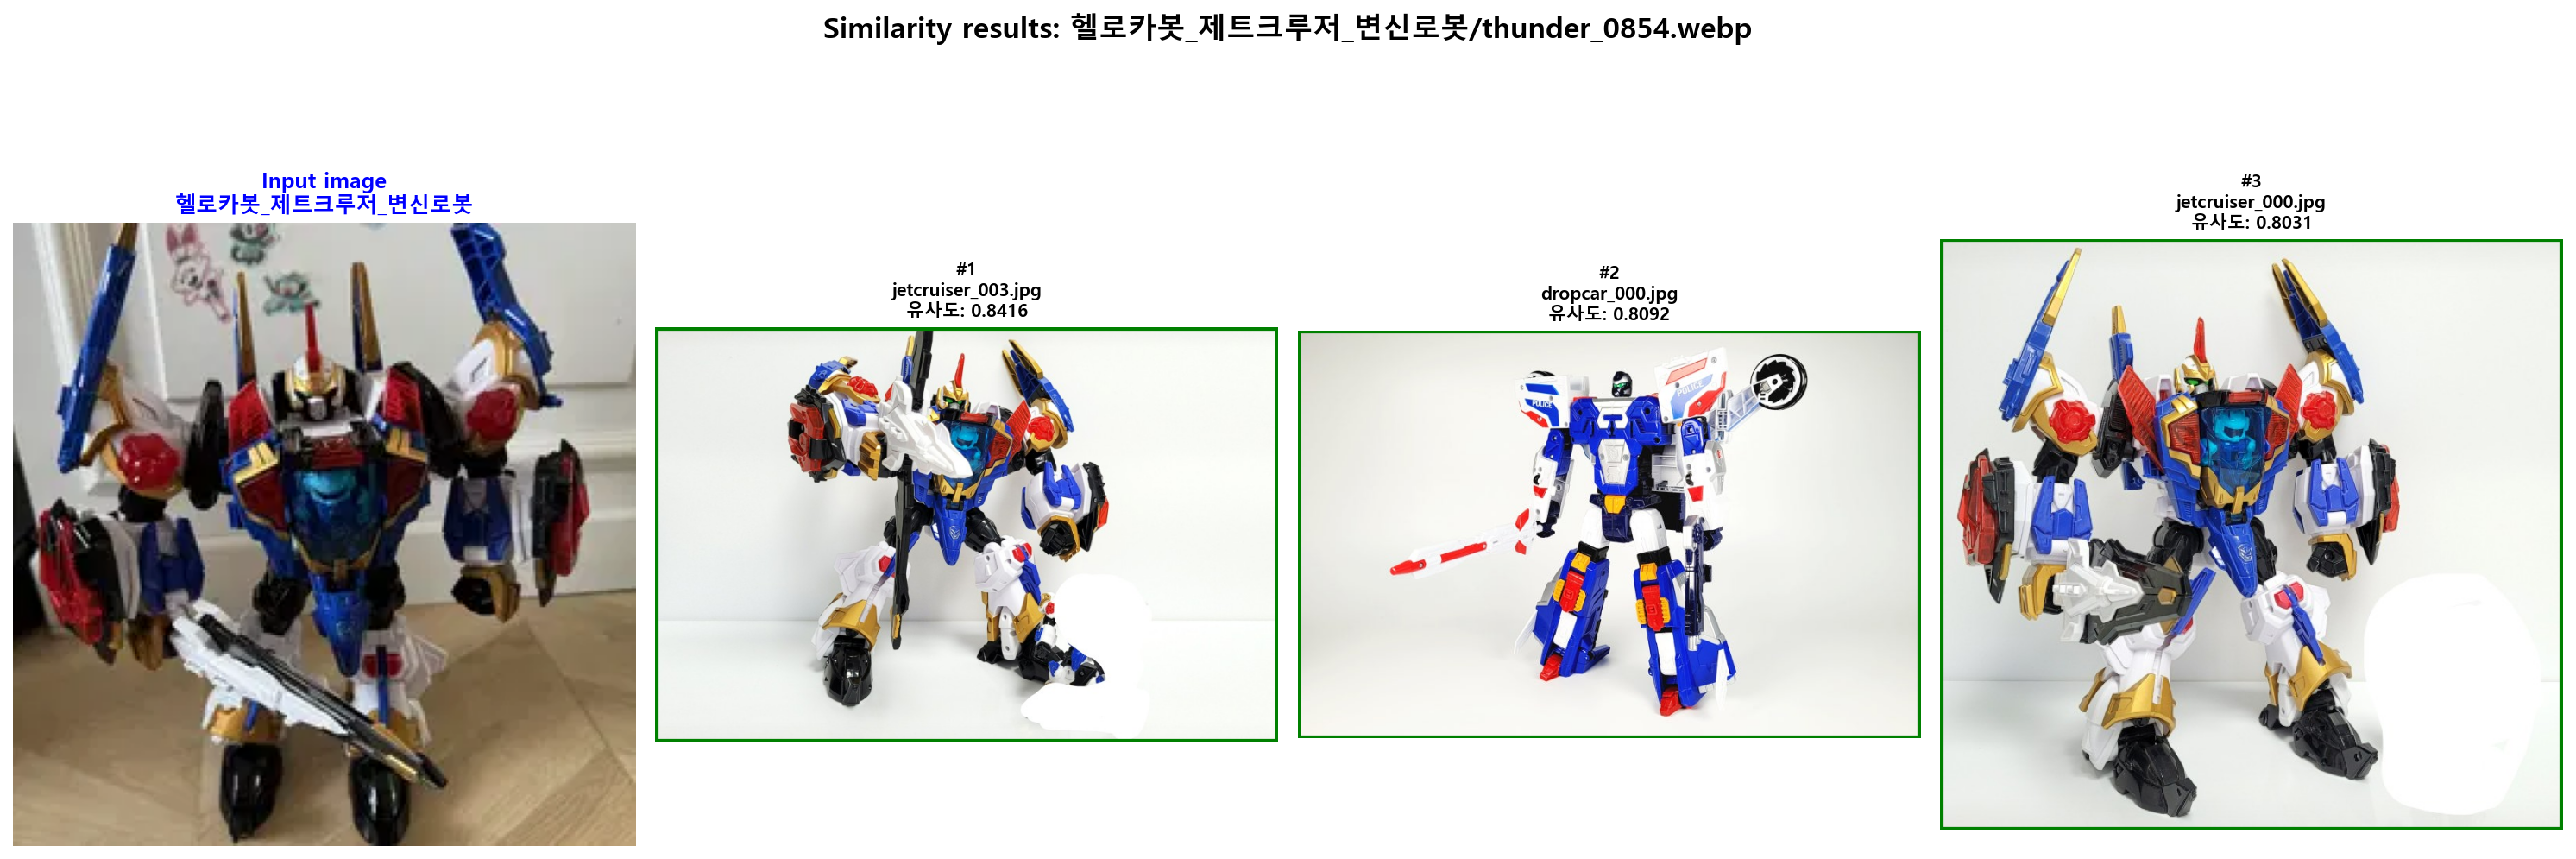 Similarity results: 헬로카봇_제트크루저_변신로봇/thunder_0854.webp
Input image
헬로카봇_제트크루저_변신로봇
#1
jetcruiser_003.jpg
유사도: 0.8416
#2
dropcar_000.jpg
유사도: 0.8092
POLICE
POLICE
#3
jetcruiser_000.jpg
유사도: 0.8031